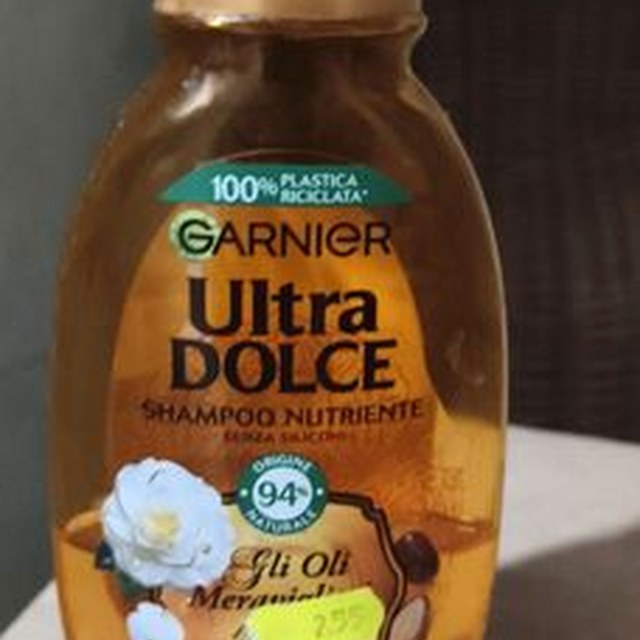 100% PLASTICA
RICICLATA*
GARNIER
Ultra
DOLCE
SHAMPOO NUTRIENTE
SENZA SILICONI
ORIGINE
94%
NATURALE
Gli Oli